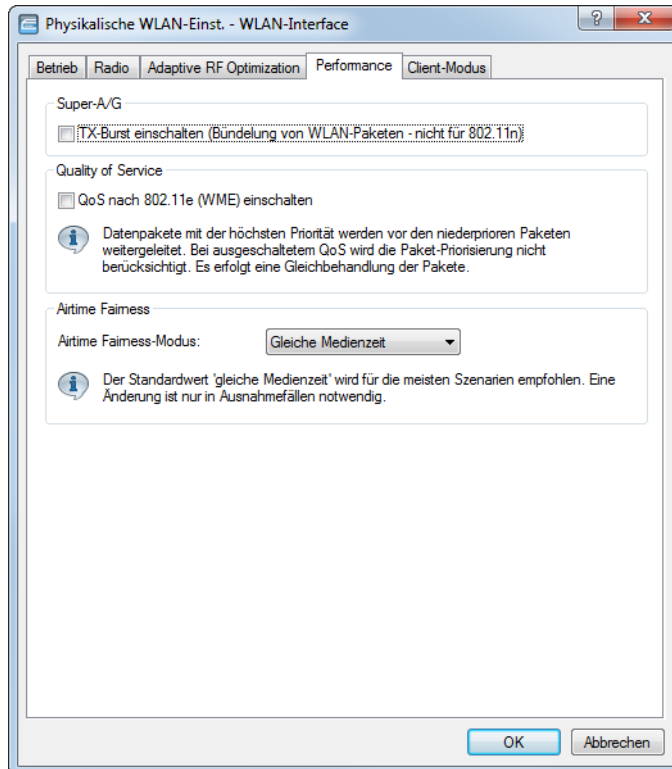 Physikalische WLAN-Einst. - WLAN-Interface
?
Betrieb Radio Adaptive RF Optimization Performance Client-Modus
Super-A/G
TX-Burst einschalten (Bündelung von WLAN-Paketen - nicht für 802.11n)
Quality of Service
QoS nach 802.11e (WME) einschalten
Datenpakete mit der höchsten Priorität werden vor den niederprioren Paketen
weitergeleitet. Bei ausgeschaltetem QoS wird die Paket-Priorisierung nicht
berücksichtigt. Es erfolgt eine Gleichbehandlung der Pakete.
Airtime Fairness
Airtime Fairness-Modus: Gleiche Medienzeit
Der Standardwert 'gleiche Medienzeit' wird für die meisten Szenarien empfohlen. Eine
Änderung ist nur in Ausnahmefällen notwendig.
OK Abbrechen